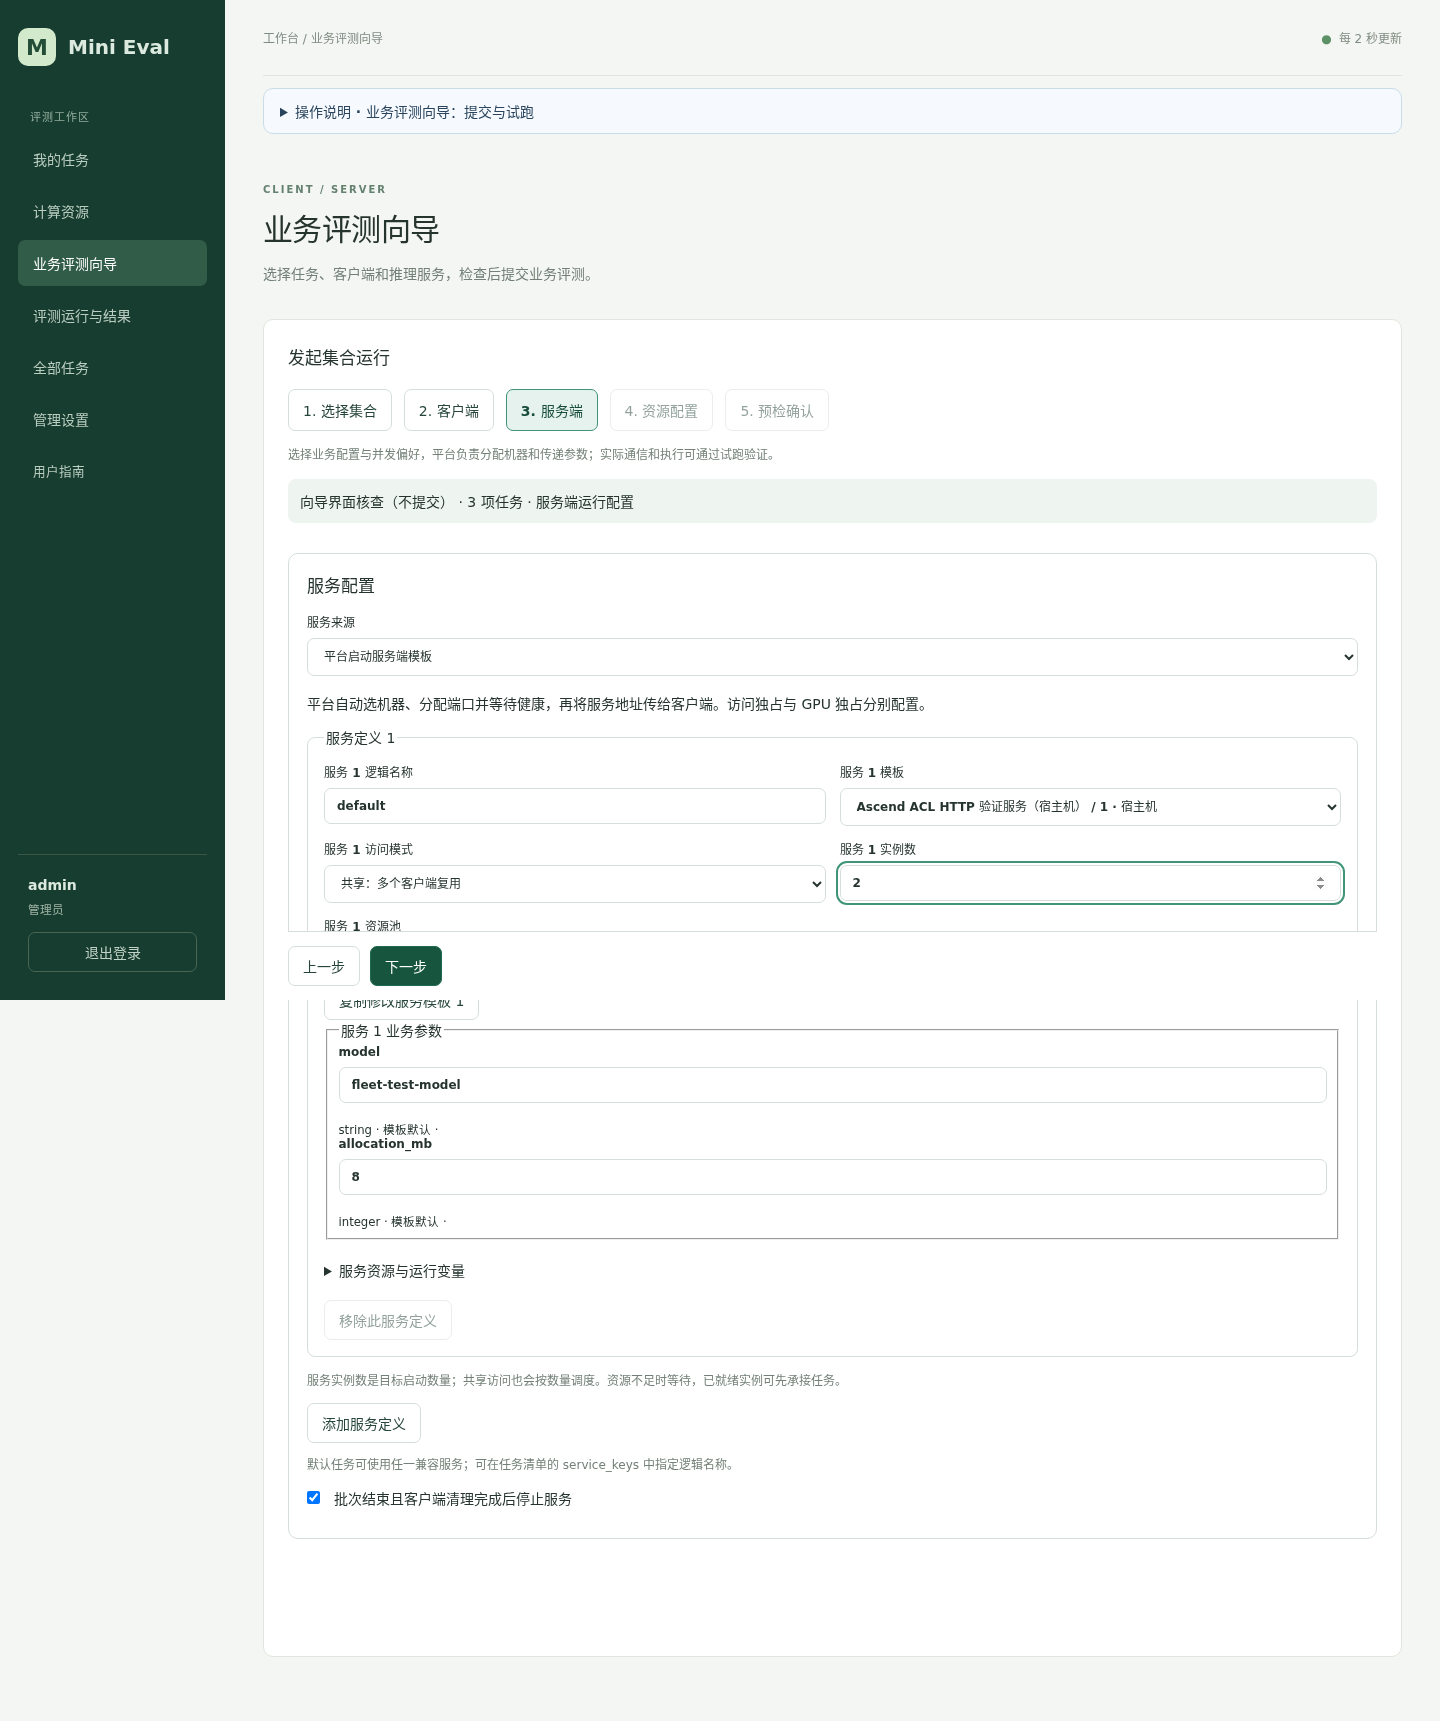 M Mini Eval
评测工作区
我的任务
计算资源
业务评测向导
评测运行与结果
全部任务
管理设置
用户指南
admin
管理员
退出登录
工作台 / 业务评测向导
每 2 秒更新
操作说明 · 业务评测向导：提交与试跑
CLIENT / SERVER
业务评测向导
选择任务、客户端和推理服务，检查后提交业务评测。
发起集合运行
1. 选择集合
2. 客户端
3. 服务端
4. 资源配置
5. 预检确认
选择业务配置与并发偏好，平台负责分配机器和传递参数；实际通信和执行可通过试跑验证。
向导界面核查（不提交） · 3 项任务 · 服务端运行配置
服务配置
服务来源
平台启动服务端模板
平台自动选机器、分配端口并等待健康，再将服务地址传给客户端。访问独占与 GPU 独占分别配置。
服务定义 1
服务 1 逻辑名称
default
服务 1 模板
Ascend ACL HTTP 验证服务（宿主机） / 1 · 宿主机
服务 1 访问模式
共享：多个客户端复用
服务 1 实例数
2
服务 1 资源池
上一步
下一步
复制修改服务模板 1
服务 1 业务参数
model
fleet-test-model
string · 模板默认 ·
allocation_mb
8
integer · 模板默认 ·
服务资源与运行变量
移除此服务定义
服务实例数是目标启动数量；共享访问也会按数量调度。资源不足时等待，已就绪实例可先承接任务。
添加服务定义
默认任务可使用任一兼容服务；可在任务清单的 service_keys 中指定逻辑名称。
批次结束且客户端清理完成后停止服务